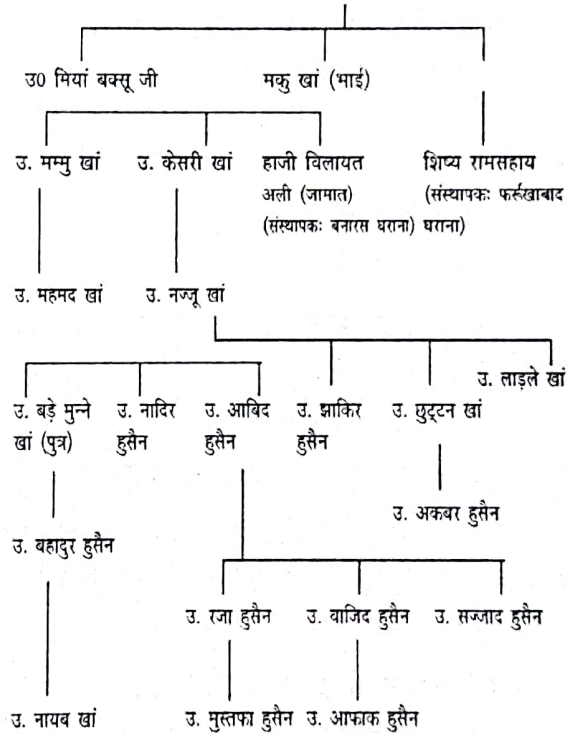 उ0 मियां बक्सू जी
मकु खां (भाई)
उ. मम्मु खां
उ. केसरी खां
हाजी विलायत
अली (जामात)
(संस्थापकः बनारस घराना)
शिष्य रामसहाय
(संस्थापकः फर्रूखाबाद
घराना)
उ. महमद खां
उ. नज्जू खां
उ. लाड़ले खां
उ. बड़े मुन्ने
खां (पुत्र)
उ. नादिर
हुसैन
उ. आबिद
हुसैन
उ. झाकिर
हुसैन
उ. छुट्टन खां
उ. अकबर हुसैन
उ. बहादुर हुसैन
उ. रजा हुसैन
उ. वाजिद हुसैन
उ. सज्जाद हुसैन
उ. नायब खां
उ. मुस्तफा हुसैन
उ. आफाक हुसैन